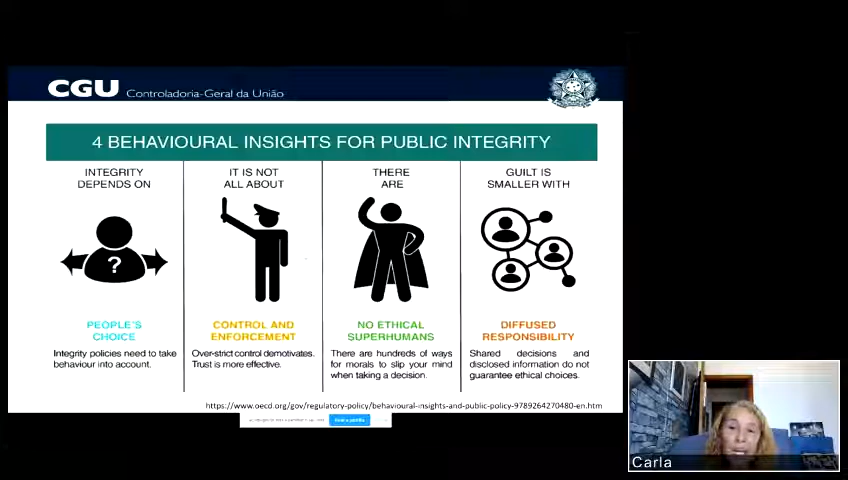 CGU Controladoria-Geral da União
4 BEHAVIOURAL INSIGHTS FOR PUBLIC INTEGRITY
INTEGRITY
DEPENDS ON
?
PEOPLE'S
CHOICE
Integrity policies need to take
behaviour into account.
IT IS NOT
ALL ABOUT
CONTROL AND
ENFORCEMENT
Over-strict control demotivates.
Trust is more effective.
THERE
ARE
NO ETHICAL
SUPERHUMANS
There are hundreds of ways
for morals to slip your mind
when taking a decision.
GUILT IS
SMALLER WITH
DIFFUSED
RESPONSIBILITY
Shared decisions and
disclosed information do not
guarantee ethical choices.
https://www.oecd.org/gov/regulatory-policy/behavioural-insights-and-public-policy-9789264270480-en.htm
Carla